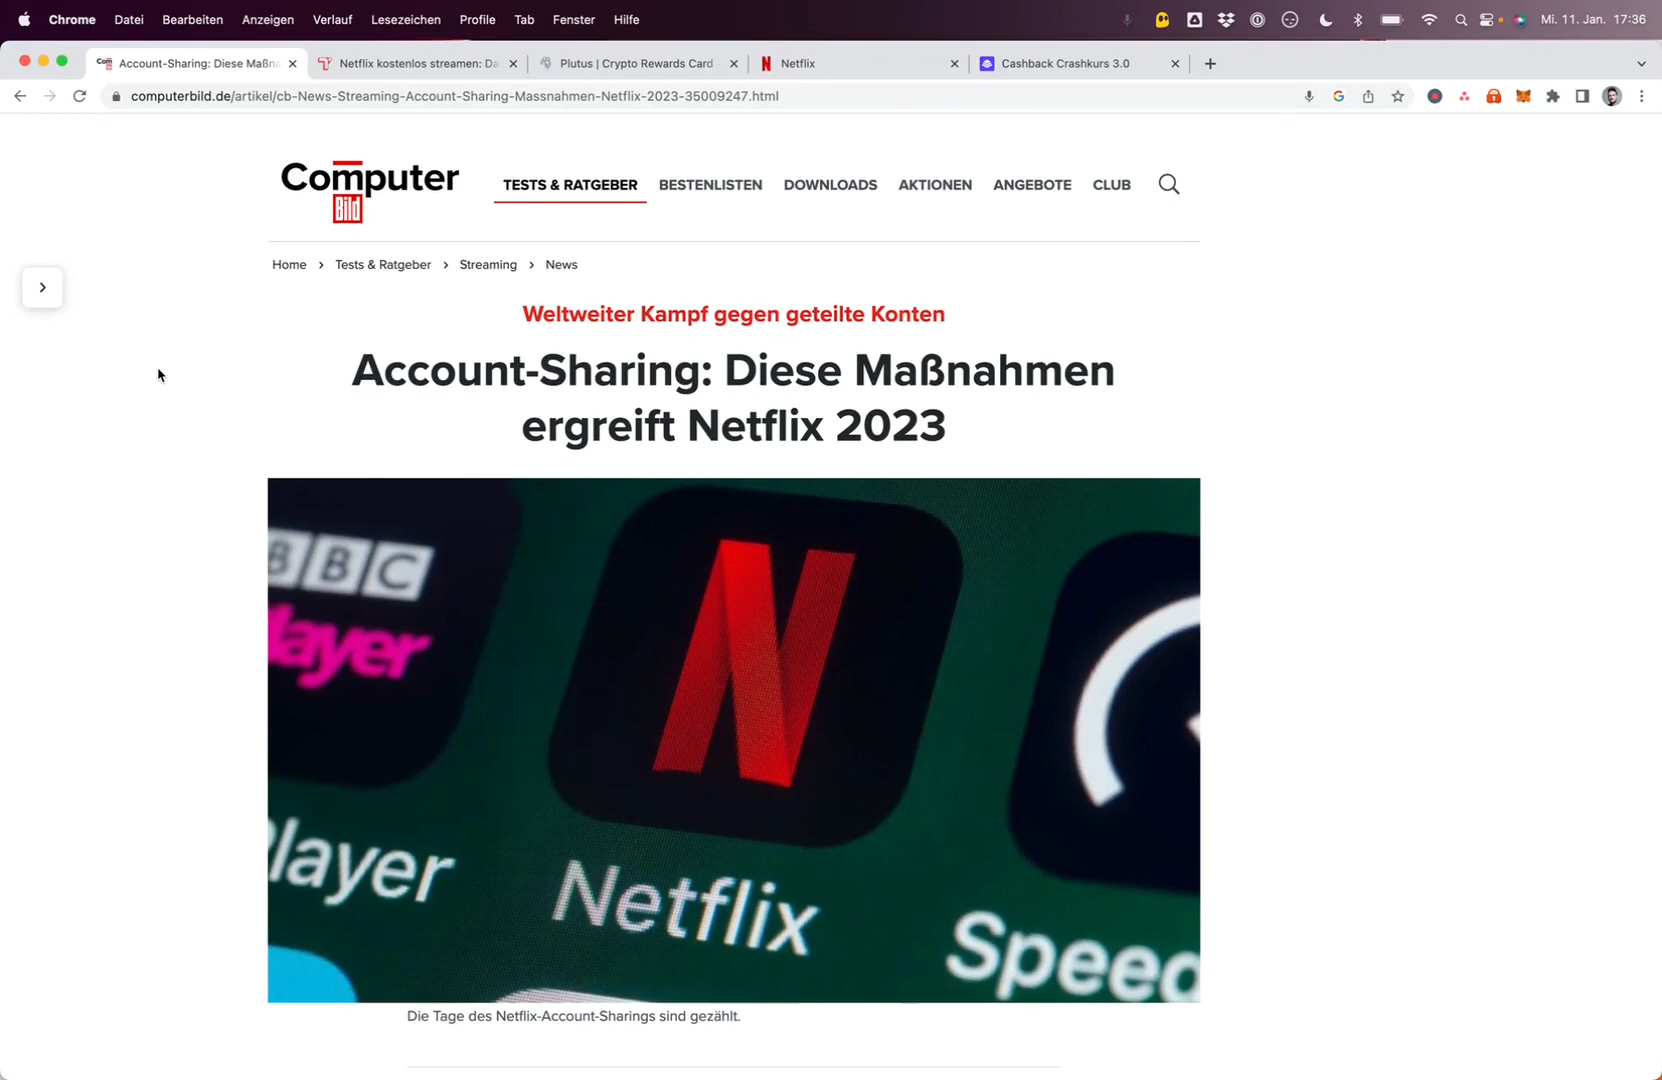 Chrome Datei Bearbeiten Anzeigen Verlauf Lesezeichen Profile Tab Fenster Hilfe Mi. 11. Jan. 17:36
Account-Sharing: Diese Maßn Netflix kostenlos streamen: Da Plutus | Crypto Rewards Card Netflix Cashback Crashkurs 3.0
computerbild.de/artikel/cb-News-Streaming-Account-Sharing-Massnahmen-Netflix-2023-35009247.html
Computer
Bild
TESTS & RATGEBER BESTENLISTEN DOWNLOADS AKTIONEN ANGEBOTE CLUB
Home > Tests & Ratgeber > Streaming > News
Weltweiter Kampf gegen geteilte Konten
Account-Sharing: Diese Maßnahmen
ergreift Netflix 2023
BBC
layer
N
Player
Netflix
Speed
Die Tage des Netflix-Account-Sharings sind gezählt.